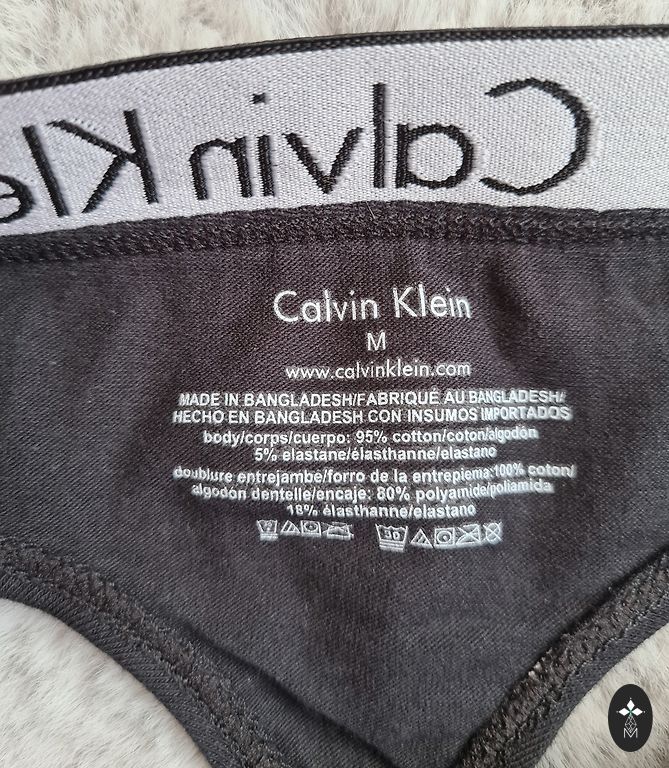 Calvin Kle
Calvin Klein
M
www.calvinklein.com
MADE IN BANGLADESH/FABRIQUÉ AU BANGLADESH/
HECHO EN BANGLADESH CON INSUMOS IMPORTADOS
body/corps/cuerpo: 95% cotton/coton/algodón
5% elastane/élasthanne/elastano
doublure entrejambe/forro de la entrepierna:100% coton/
algodón dentelle/encaje: 80% polyamide/poliamida
18% élasthanne/elastano
30
M